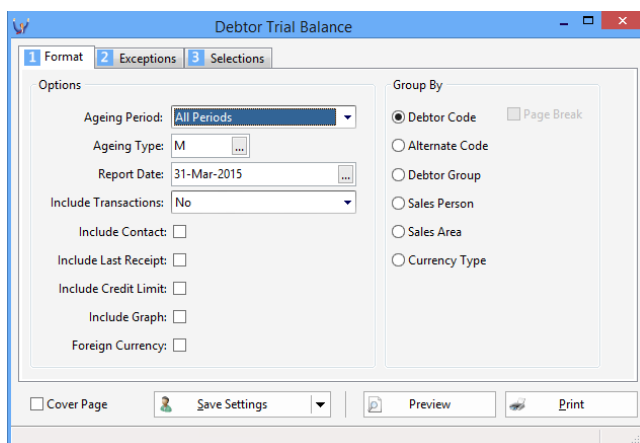 Debtor Trial Balance
1 Format 2 Exceptions 3 Selections
Options
Ageing Period: All Periods
Ageing Type: M ...
Report Date: 31-Mar-2015 ...
Include Transactions: No
Include Contact:
Include Last Receipt:
Include Credit Limit:
Include Graph:
Foreign Currency:
Group By
Debtor Code Page Break
Alternate Code
Debtor Group
Sales Person
Sales Area
Currency Type
Cover Page Save Settings Preview Print